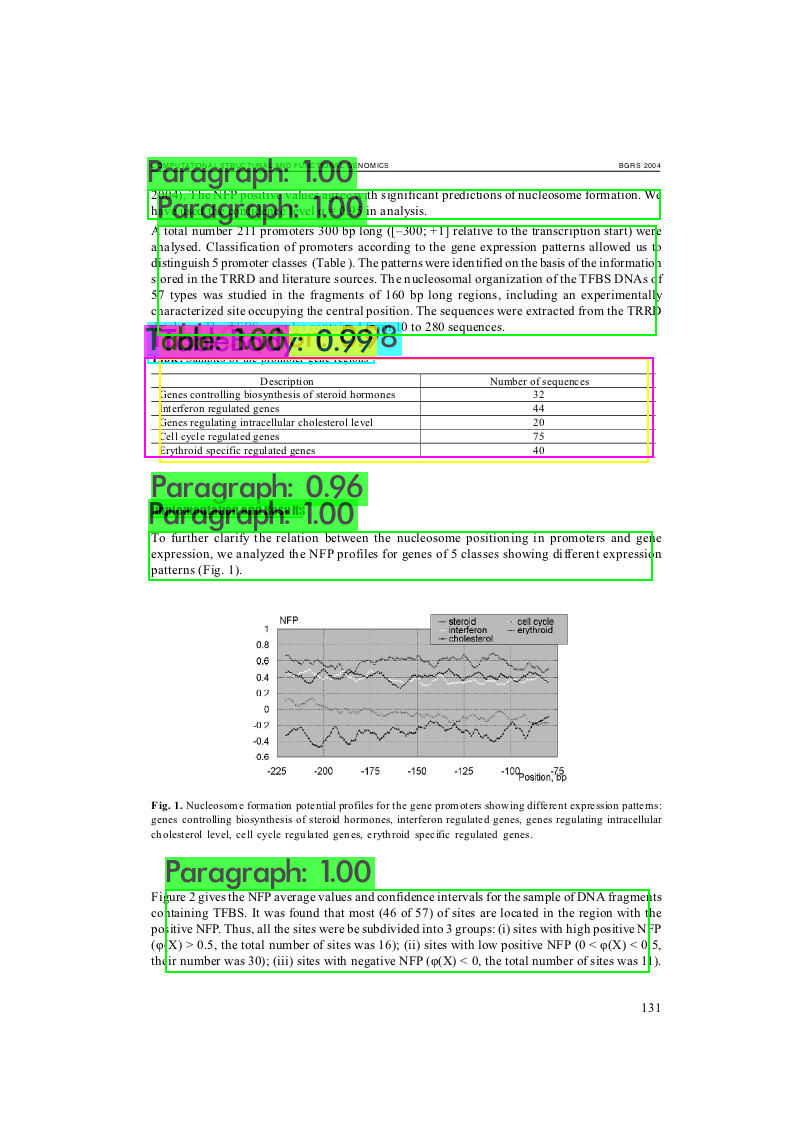 Paragraph: 1.00
COMPUTATIONAL STRUCTURAL AND FUNCTIONAL GENOMICS BGRS 2004
2004). The NFP positive values agree with significant predictions of nucleosome formation. We
Paragraph: 1.00
in analysis.
A total number 211 promoters 300 bp long ([–300; +1] relative to the transcription start) were
analysed. Classification of promoters according to the gene expression patterns allowed us to
distinguish 5 promoter classes (Table ). The patterns were identified on the basis of the information
stored in the TRRD and literature sources. The nucleosomal organization of the TFBS DNAs of
57 types was studied in the fragments of 160 bp long regions, including an experimentally
characterized site occupying the central position. The sequences were extracted from the TRRD
10 to 280 sequences.
Table: 1.00
0.99
Samples of the promoter gene regions
Description Number of sequences
Genes controlling biosynthesis of steroid hormones 32
Interferon regulated genes 44
Genes regulating intracellular cholesterol level 20
Cell cycle regulated genes 75
Erythroid specific regulated genes 40
Paragraph: 0.96
Implementation and Results
Paragraph: 1.00
To further clarify the relation between the nucleosome positioning in promoters and gene
expression, we analyzed the NFP profiles for genes of 5 classes showing different expression
patterns (Fig. 1).
NFP
steroid cell cycle
interferon erythroid
cholesterol
1
0.8
0.6
0.4
0.2
0
-0.2
-0.4
-0.6
-225 -200 -175 -150 -125 -100 -75
Position, bp
Fig. 1. Nucleosome formation potential profiles for the gene promoters showing different expression patterns:
genes controlling biosynthesis of steroid hormones, interferon regulated genes, genes regulating intracellular
cholesterol level, cell cycle regulated genes, erythroid specific regulated genes.
Paragraph: 1.00
Figure 2 gives the NFP average values and confidence intervals for the sample of DNA fragments
containing TFBS. It was found that most (46 of 57) of sites are located in the region with the
positive NFP. Thus, all the sites were be subdivided into 3 groups: (i) sites with high positive NFP
(φ(X) > 0.5, the total number of sites was 16); (ii) sites with low positive NFP (0 < φ(X) < 0.5,
their number was 30); (iii) sites with negative NFP (φ(X) < 0, the total number of sites was 11).
131